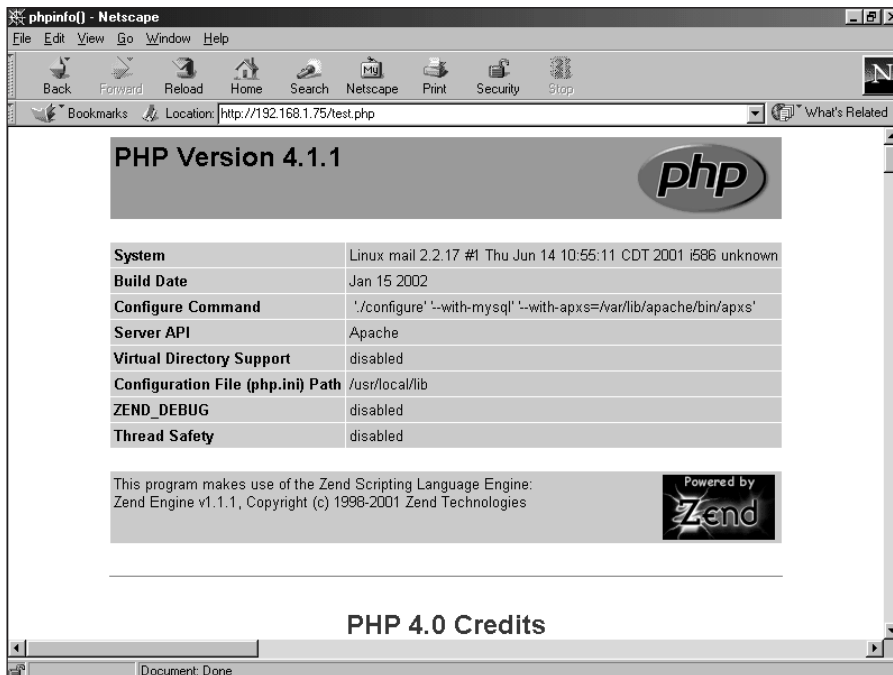 phpinfo() - Netscape
File Edit View Go Window Help
Back Forward Reload Home Search Netscape Print Security Stop
My
N
Bookmarks Location: http://192.168.1.75/test.php What's Related
PHP Version 4.1.1
php
System Linux mail 2.2.17 #1 Thu Jun 14 10:55:11 CDT 2001 i586 unknown
Build Date Jan 15 2002
Configure Command './configure' '--with-mysql' '--with-apxs=/var/lib/apache/bin/apxs'
Server API Apache
Virtual Directory Support disabled
Configuration File (php.ini) Path /usr/local/lib
ZEND_DEBUG disabled
Thread Safety disabled
This program makes use of the Zend Scripting Language Engine:
Zend Engine v1.1.1, Copyright (c) 1998-2001 Zend Technologies
Powered by
Zend
PHP 4.0 Credits
Document: Done